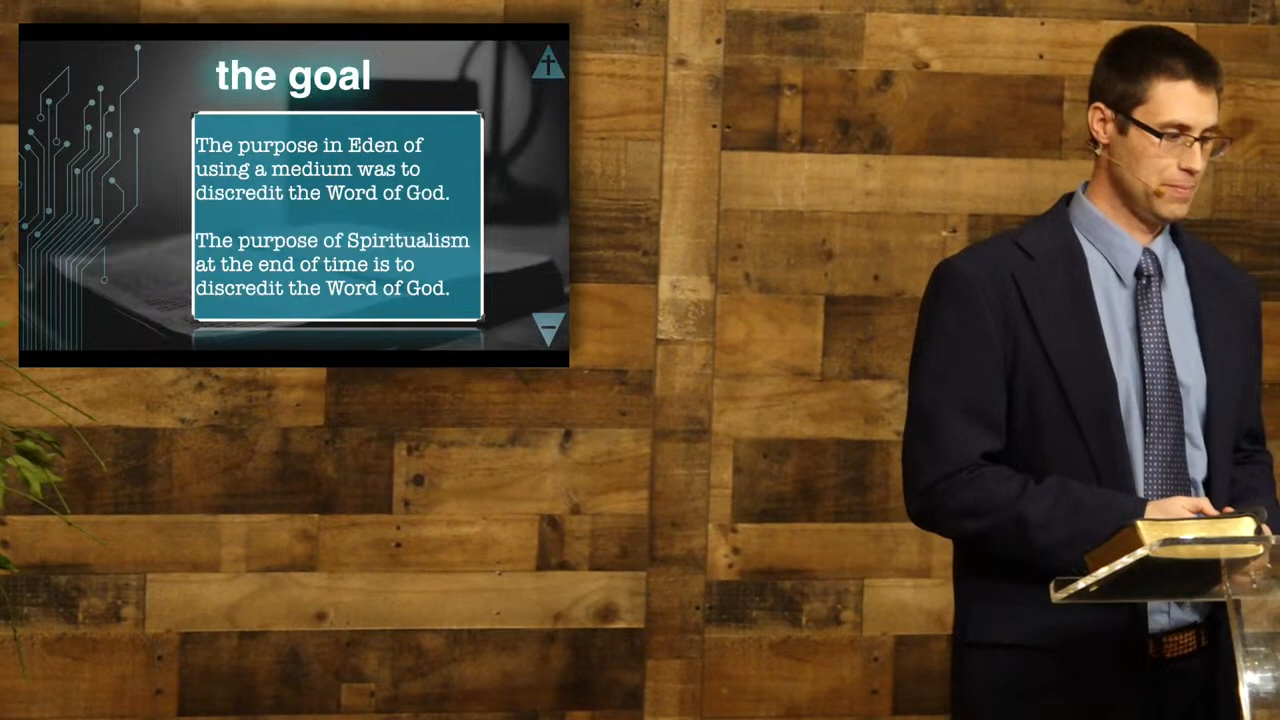 the goal
The purpose in Eden of
using a medium was to
discredit the Word of God.
The purpose of Spiritualism
at the end of time is to
discredit the Word of God.